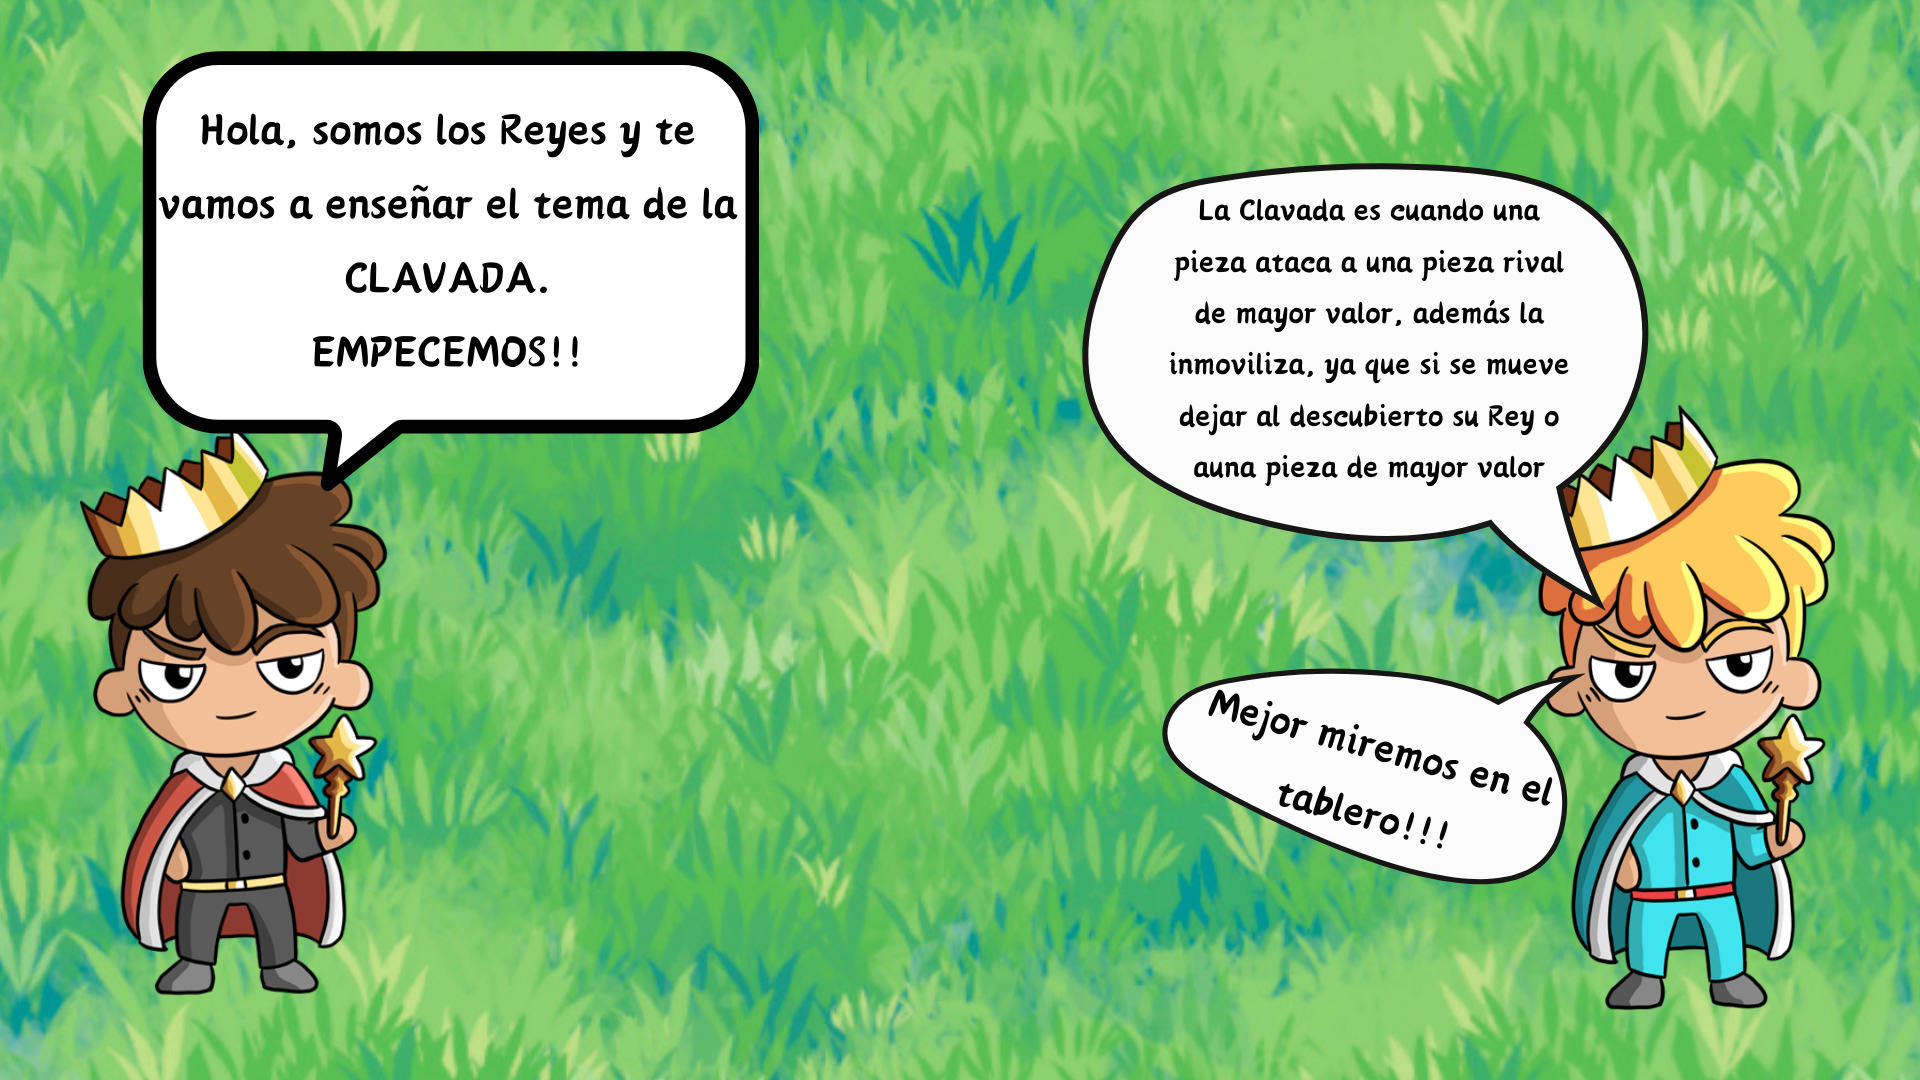 Hola, somos los Reyes y te
vamos a enseñar el tema de la
CLAVADA.
EMPECEMOS!!
La Clavada es cuando una
pieza ataca a una pieza rival
de mayor valor, además la
inmoviliza, ya que si se mueve
dejar al descubierto su Rey o
auna pieza de mayor valor
Mejor miremos en el
tablero!!!